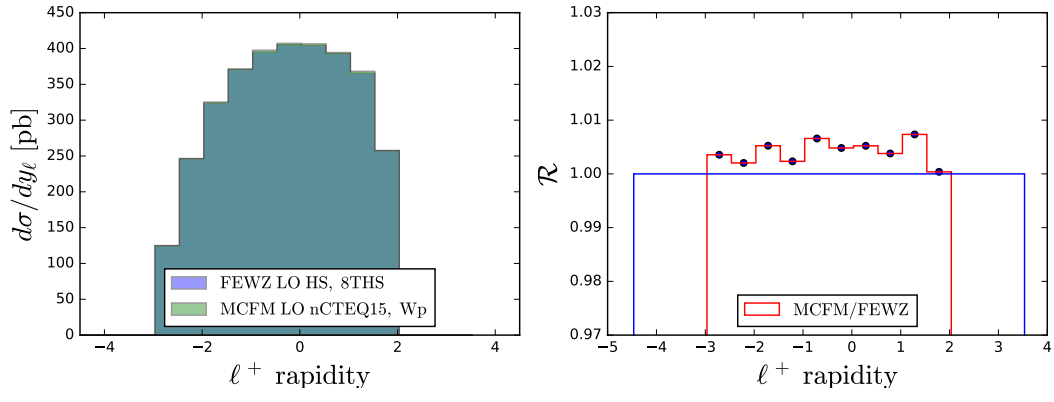 450
400
350
300
250
200
150
100
50
0
dσ/dyℓ [pb]
FEWZ LO HS, 8THS
MCFM LO nCTEQ15, Wp
−4 −2 0 2 4
ℓ+ rapidity
1.03
1.02
1.01
1.00
0.99
0.98
0.97
ℛ
MCFM/FEWZ
−5 −4 −3 −2 −1 0 1 2 3 4
ℓ+ rapidity